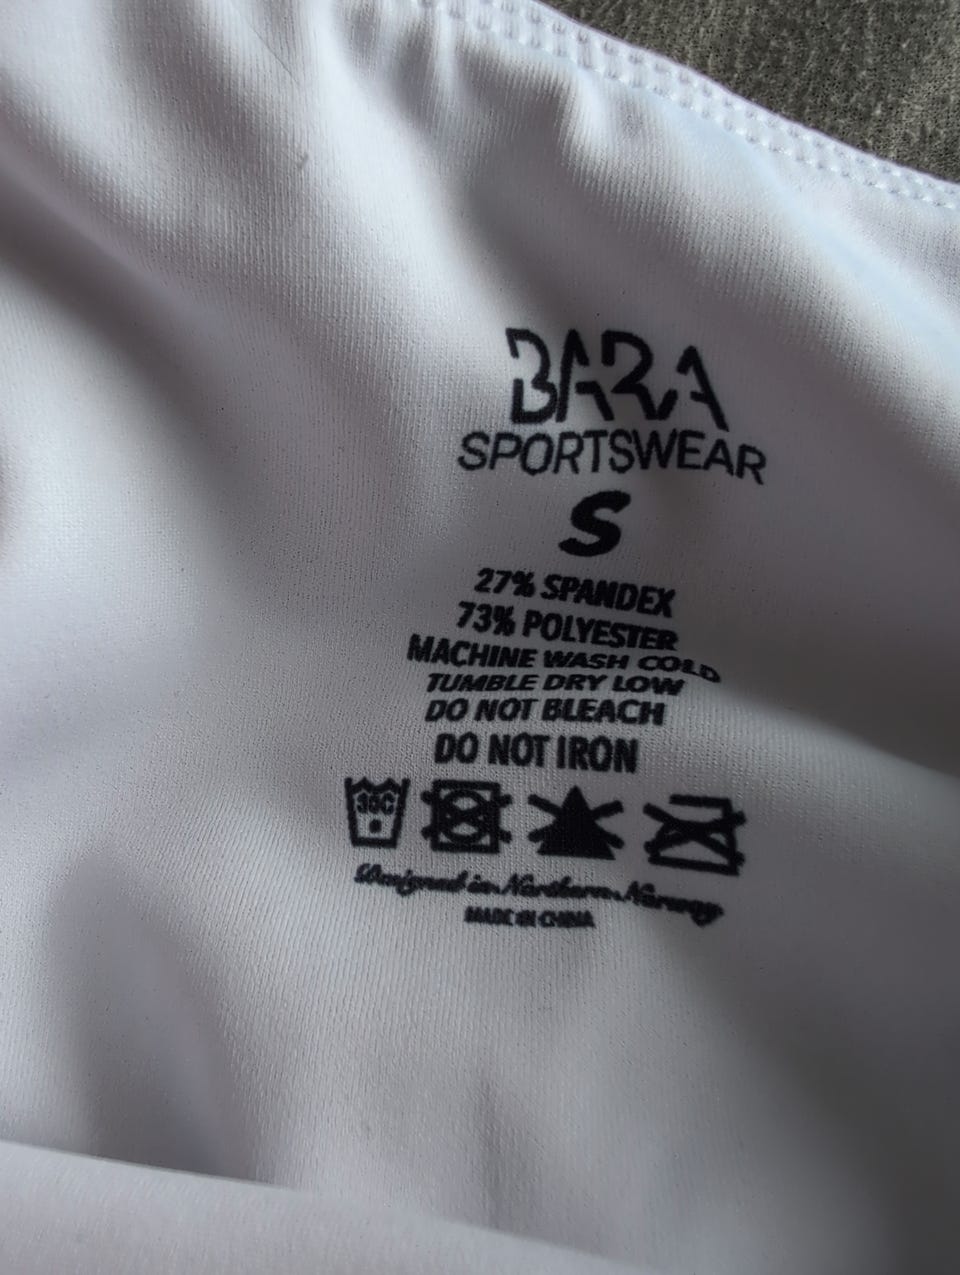 BARA
SPORTSWEAR
S
27% SPANDEX
73% POLYESTER
MACHINE WASH COLD
TUMBLE DRY LOW
DO NOT BLEACH
DO NOT IRON
30C
Designed in Northern Norway
MADE IN CHINA